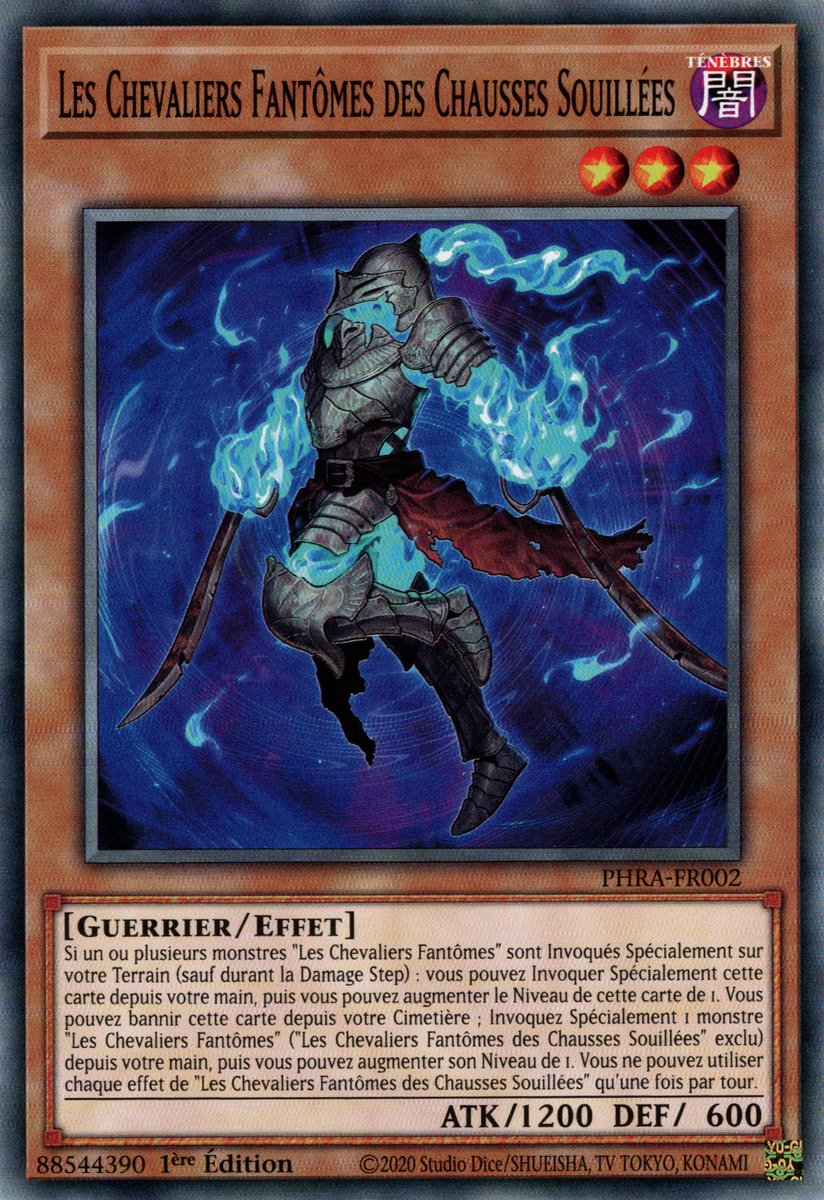 LES CHEVALIERS FANTÔMES DES CHAUSSES SOUILLÉES
TÉNÈBRES
闇
PHRA-FR002
[GUERRIER/EFFET]
Si un ou plusieurs monstres "Les Chevaliers Fantômes" sont Invoqués Spécialement sur
votre Terrain (sauf durant la Damage Step) : vous pouvez Invoquer Spécialement cette
carte depuis votre main, puis vous pouvez augmenter le Niveau de cette carte de 1. Vous
pouvez bannir cette carte depuis votre Cimetière ; Invoquez Spécialement 1 monstre
"Les Chevaliers Fantômes" ("Les Chevaliers Fantômes des Chausses Souillées" exclu)
depuis votre main, puis vous pouvez augmenter son Niveau de 1. Vous ne pouvez utiliser
chaque effet de "Les Chevaliers Fantômes des Chausses Souillées" qu'une fois par tour.
ATK/1200 DEF/ 600
88544390 1ère Édition ©2020 Studio Dice/SHUEISHA, TV TOKYO, KONAMI